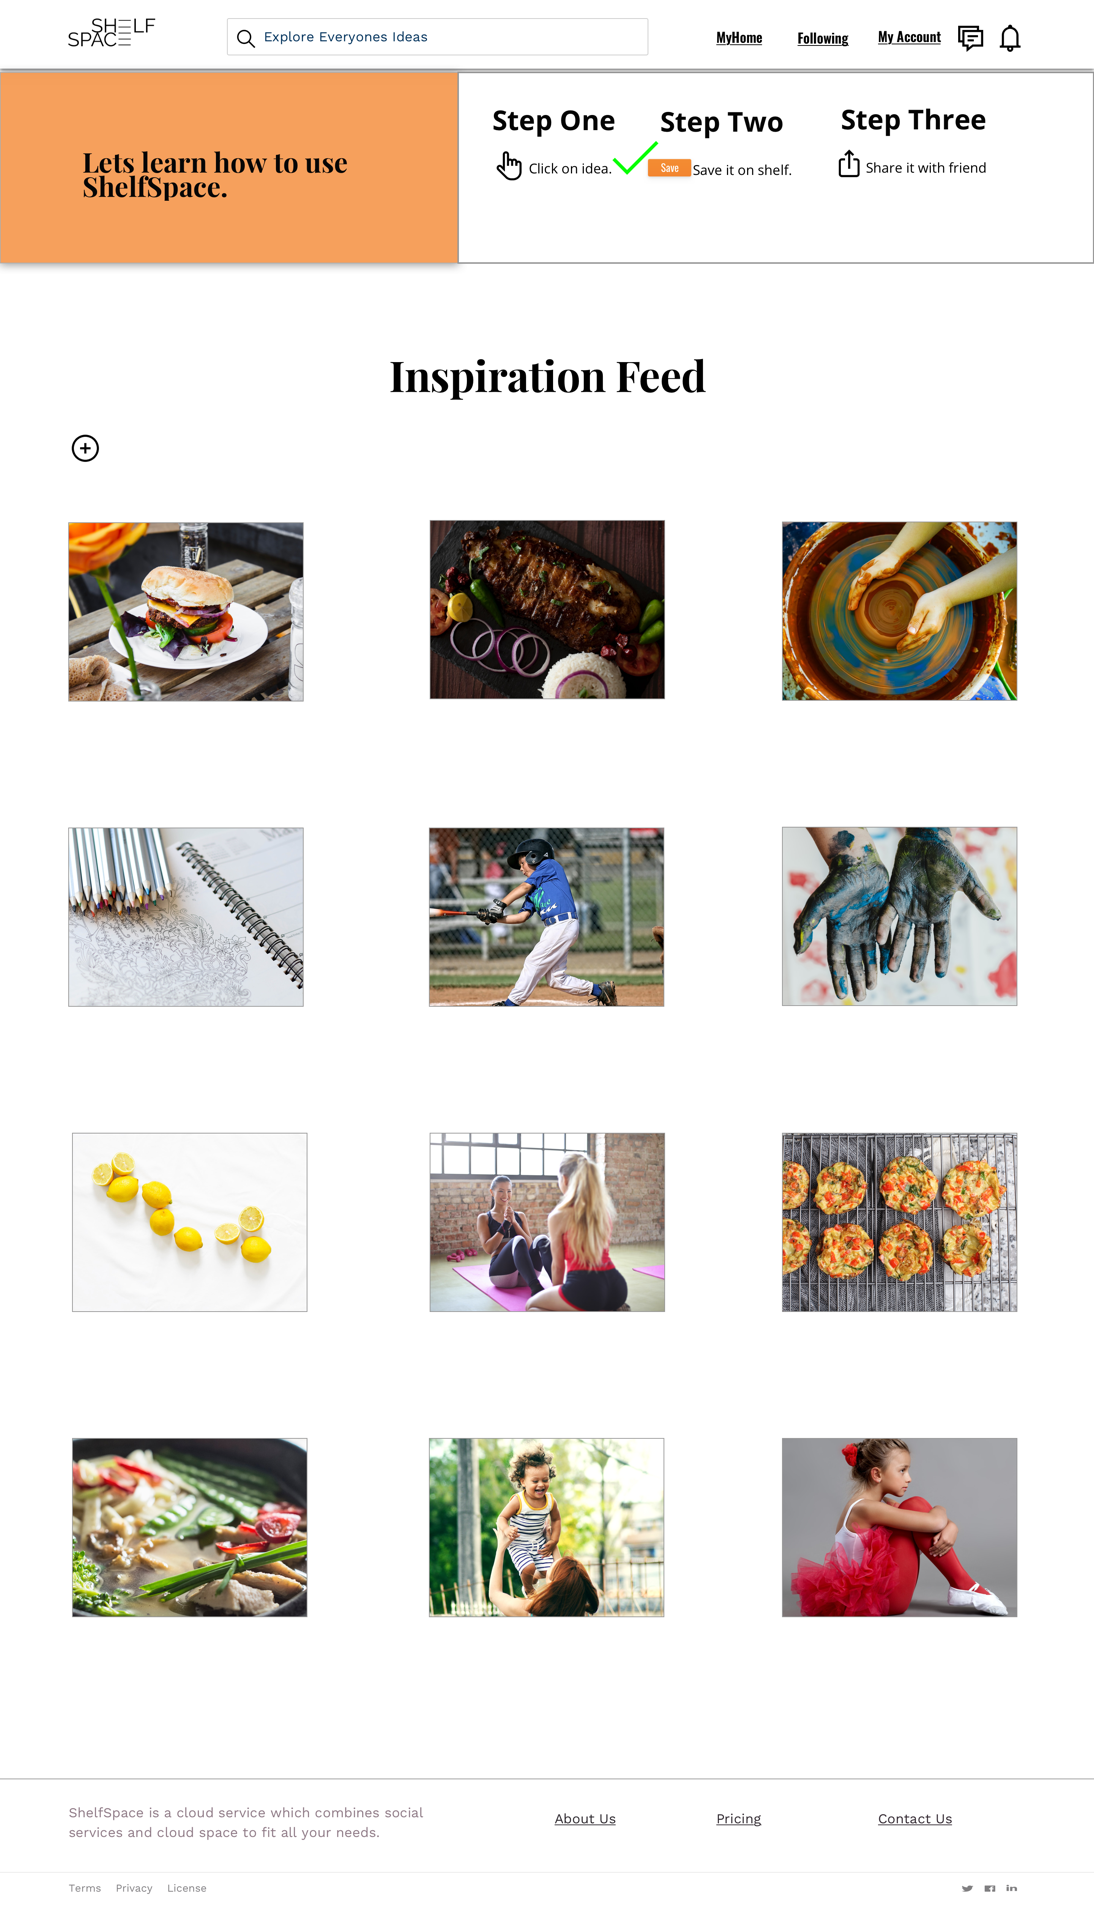 SHELF
SPACE
Explore Everyones Ideas
MyHome
Following
My Account
Lets learn how to use
ShelfSpace.
Step One
Click on idea.
Step Two
Save
Save it on shelf.
Step Three
Share it with friend
Inspiration Feed
ShelfSpace is a cloud service which combines social
services and cloud space to fit all your needs.
About Us
Pricing
Contact Us
Terms
Privacy
License